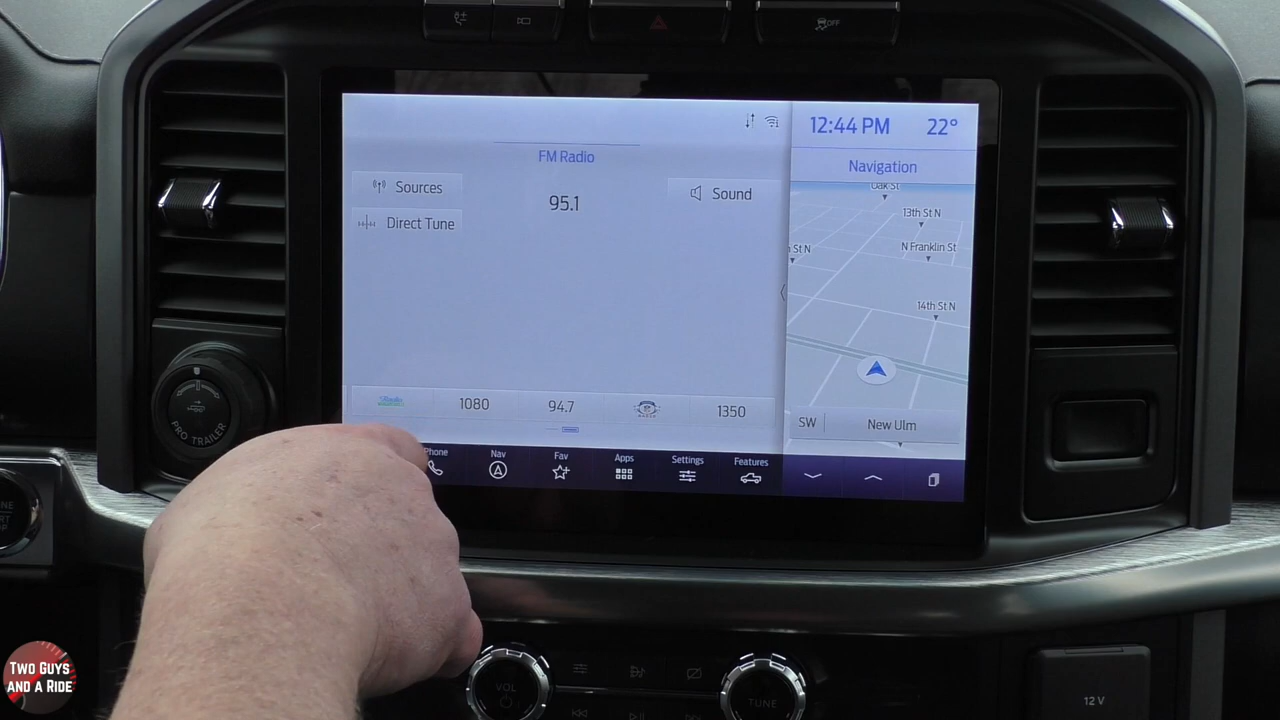 OFF
12:44 PM 22°
FM Radio
Navigation
Sources
Sound
95.1
Direct Tune
Oak St
13th St N
N Franklin St
St N
14th St N
1080
94.7
1350
SW
New Ulm
PRO TRAILER
Phone
Nav
Fav
Apps
Settings
Features
VOL
TUNE
12 V
TWO GUYS
AND A RIDE